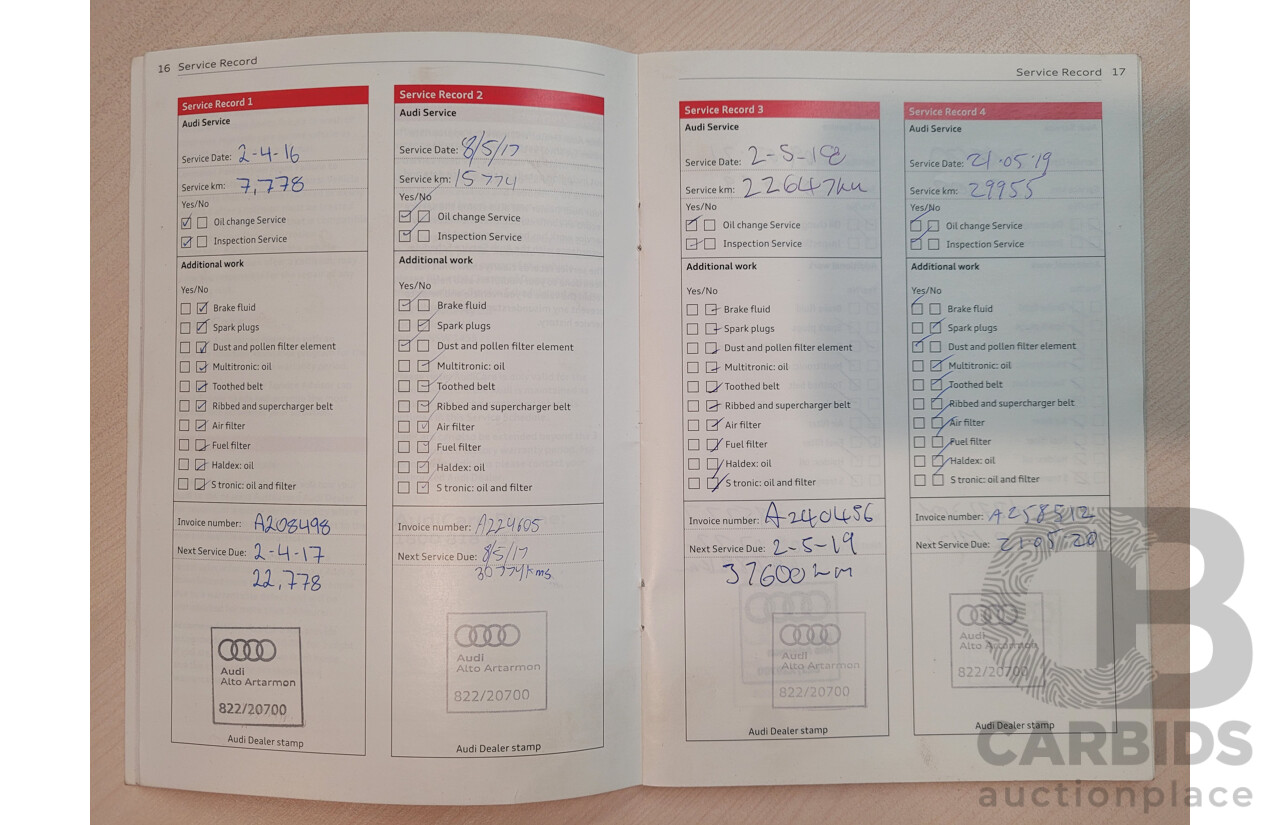 16 Service Record
Service Record 1
Audi Service
Service Date: 2-4-16
Service km: 7,778
Yes/No
Oil change Service
Inspection Service
Additional work
Yes/No
Brake fluid
Spark plugs
Dust and pollen filter element
Multitronic: oil
Toothed belt
Ribbed and supercharger belt
Air filter
Fuel filter
Haldex: oil
S tronic: oil and filter
Invoice number: A208498
Next Service Due: 2-4-17
22,778
Audi
Alto Artarmon
822/20700
Audi Dealer stamp
Service Record 2
Audi Service
Service Date: 8/5/17
Service km: 15774
Yes/No
Oil change Service
Inspection Service
Additional work
Yes/No
Brake fluid
Spark plugs
Dust and pollen filter element
Multitronic: oil
Toothed belt
Ribbed and supercharger belt
Air filter
Fuel filter
Haldex: oil
S tronic: oil and filter
Invoice number: A224605
Next Service Due: 8/5/17
30774kms
Audi
Alto Artarmon
822/20700
Audi Dealer stamp
Service Record 17
Service Record 3
Audi Service
Service Date: 2-5-18
Service km: 22647km
Yes/No
Oil change Service
Inspection Service
Additional work
Yes/No
Brake fluid
Spark plugs
Dust and pollen filter element
Multitronic: oil
Toothed belt
Ribbed and supercharger belt
Air filter
Fuel filter
Haldex: oil
S tronic: oil and filter
Invoice number: A240456
Next Service Due: 2-5-19
37600km
Audi
Alto Artarmon
822/20700
Audi Dealer stamp
Service Record 4
Audi Service
Service Date: 21.05.19
Service km: 29955
Yes/No
Oil change Service
Inspection Service
Additional work
Yes/No
Brake fluid
Spark plugs
Dust and pollen filter element
Multitronic: oil
Toothed belt
Ribbed and supercharger belt
Air filter
Fuel filter
Haldex: oil
S tronic: oil and filter
Invoice number: A258512
Next Service Due: 21.05.20
Audi
Alto Artarmon
822/20700
Audi Dealer stamp
CARBIDS
auctionplace